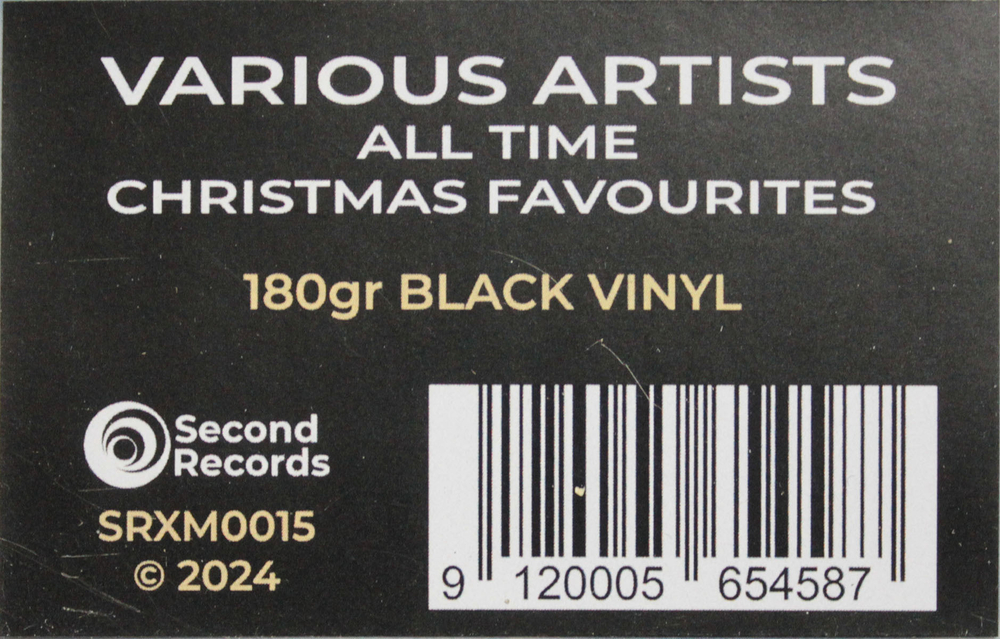 VARIOUS ARTISTS
ALL TIME
CHRISTMAS FAVOURITES
180gr BLACK VINYL
Second
Records
SRXM0015
© 2024
9 120005 654587